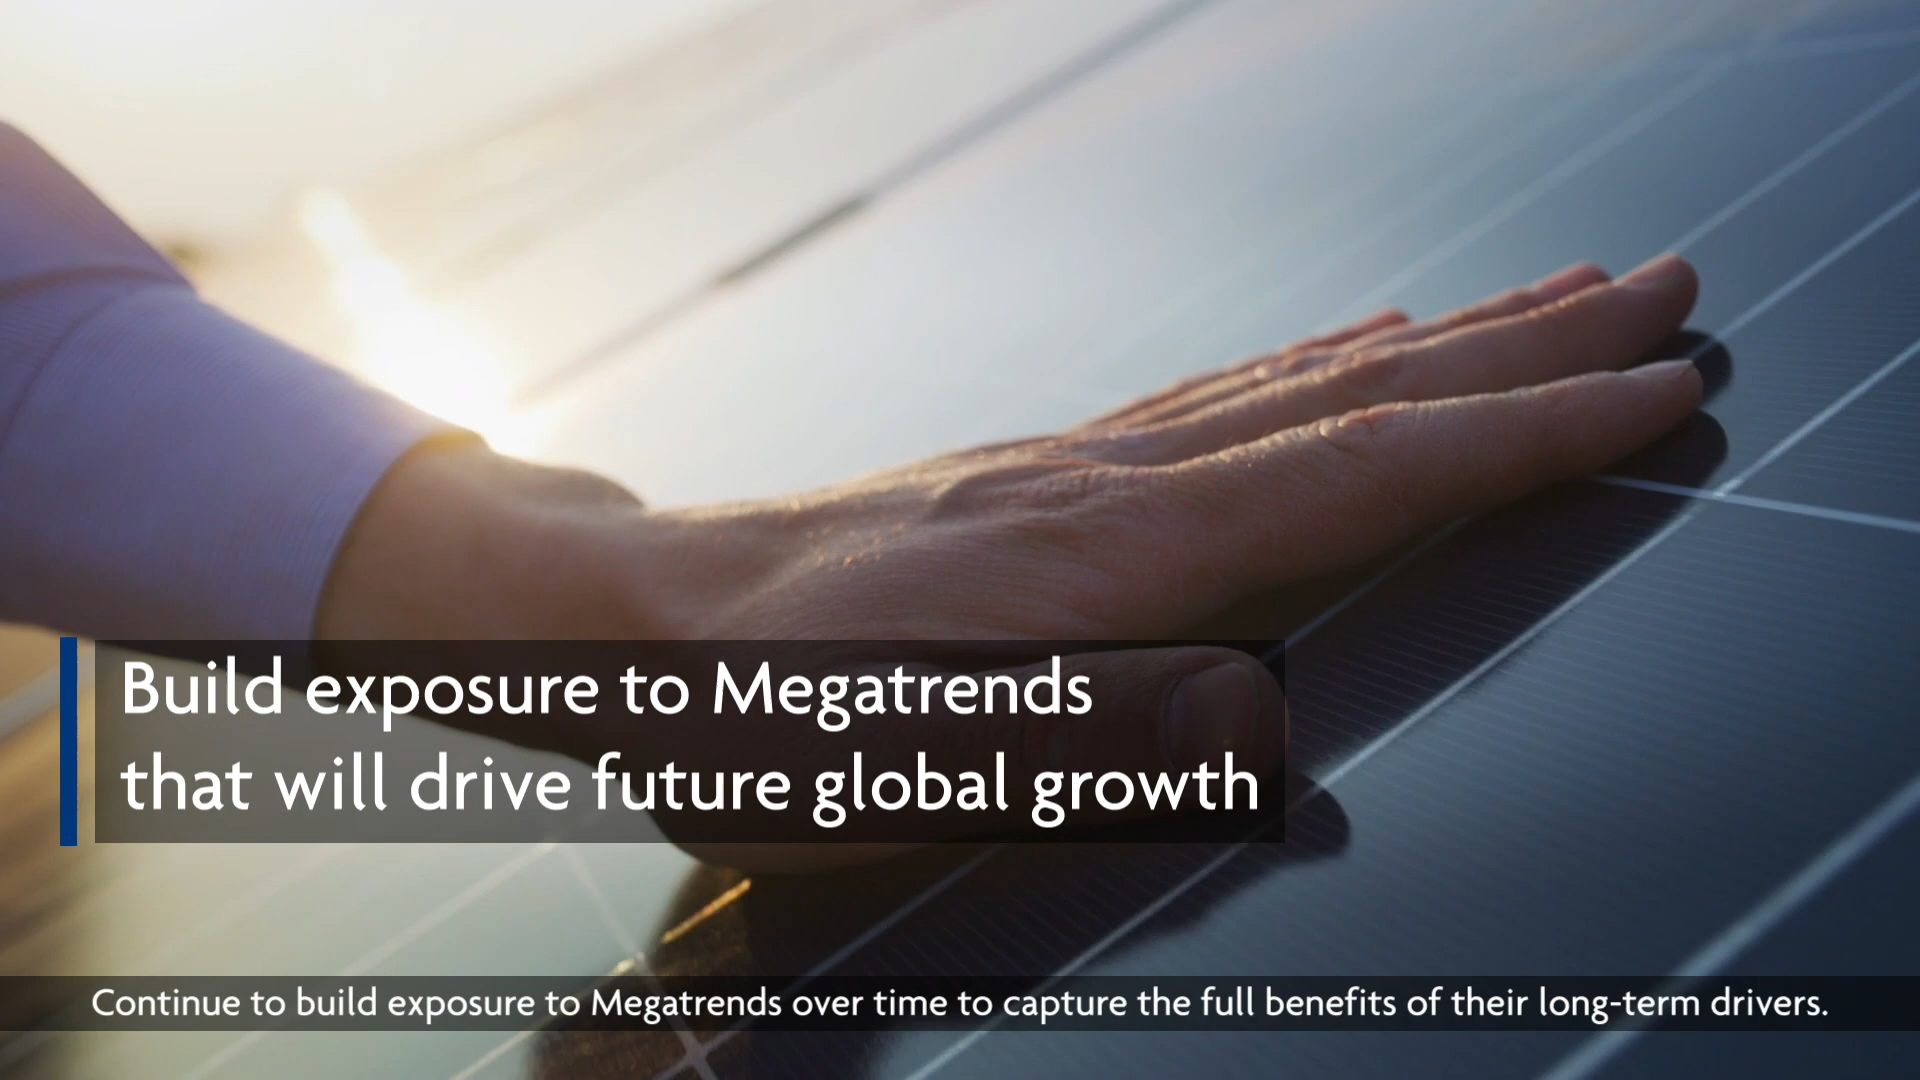 Build exposure to Megatrends
that will drive future global growth
Continue to build exposure to Megatrends over time to capture the full benefits of their long-term drivers.